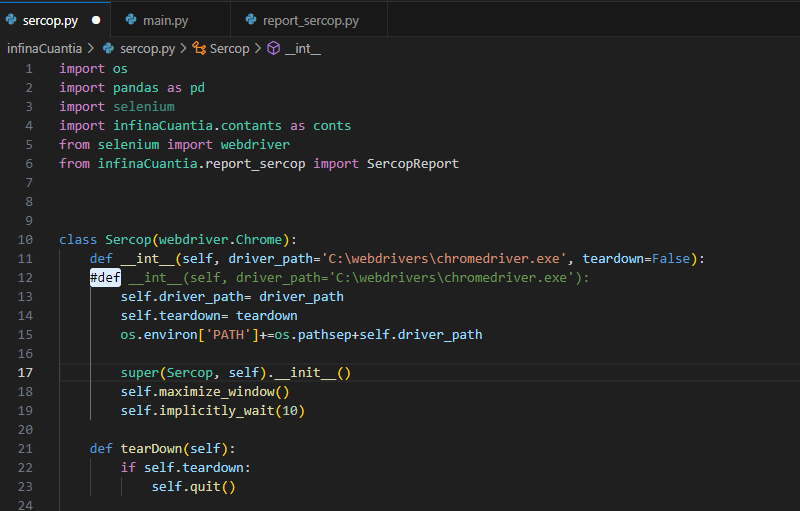 sercop.py ● main.py report_sercop.py
infinaCuantia > sercop.py > Sercop > __int__
1 import os
2 import pandas as pd
3 import selenium
4 import infinaCuantia.contants as conts
5 from selenium import webdriver
6 from infinaCuantia.report_sercop import SercopReport
7
8
9
10 class Sercop(webdriver.Chrome):
11 def __int__(self, driver_path='C:\webdrivers\chromedriver.exe', teardown=False):
12 #def __int__(self, driver_path='C:\webdrivers\chromedriver.exe'):
13 self.driver_path= driver_path
14 self.teardown= teardown
15 os.environ['PATH']+=os.pathsep+self.driver_path
16
17 super(Sercop, self).__init__()
18 self.maximize_window()
19 self.implicitly_wait(10)
20
21 def tearDown(self):
22 if self.teardown:
23 self.quit()
24